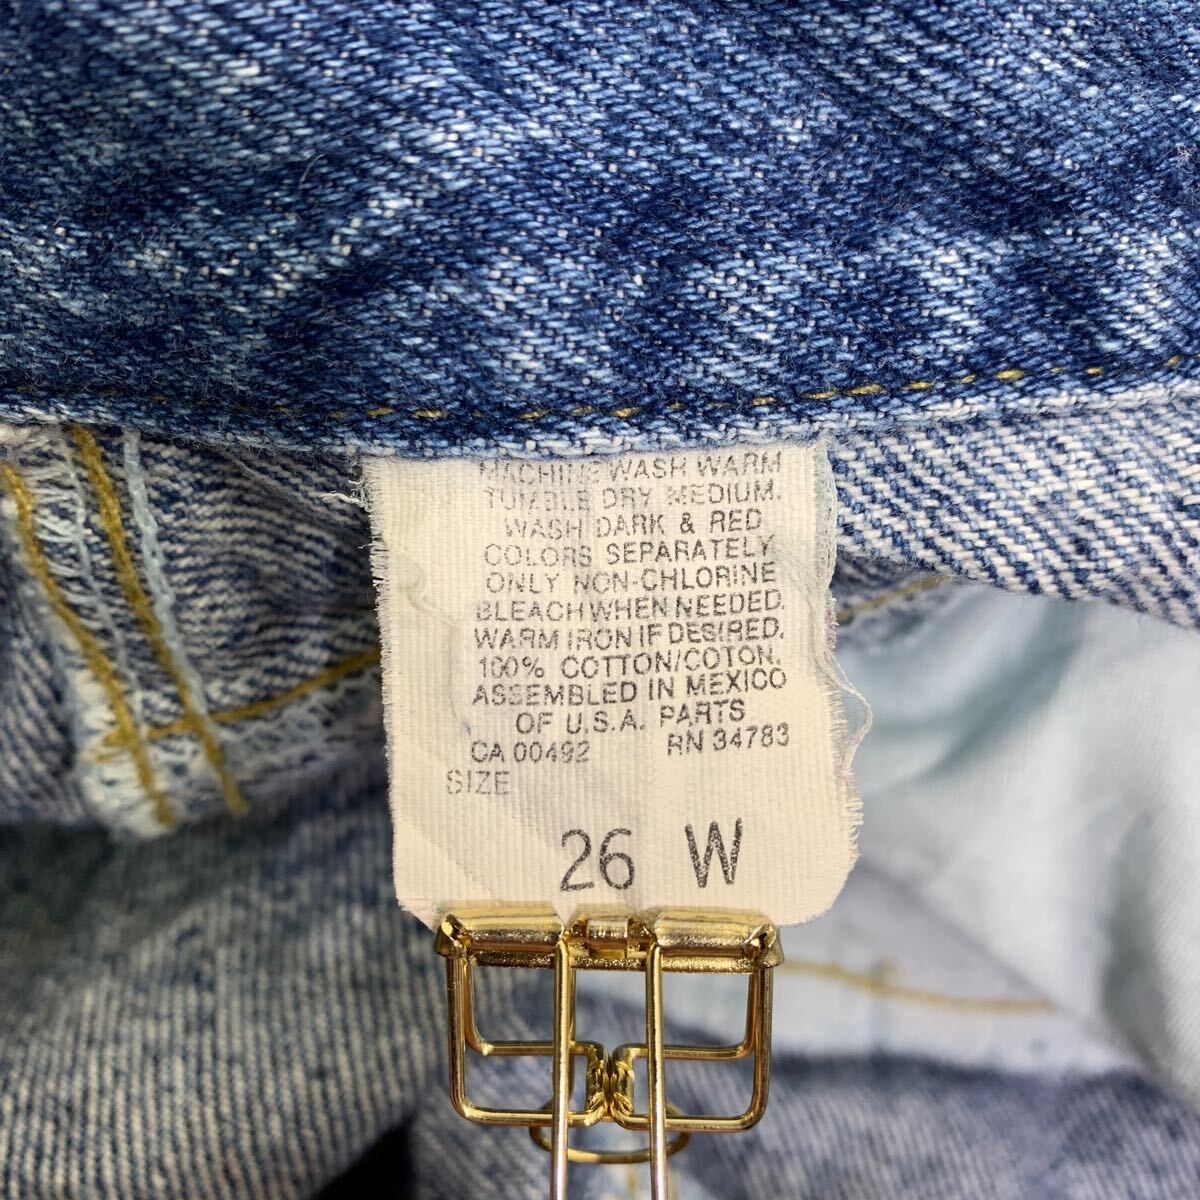 MACHINE WASH WARM
TUMBLE DRY MEDIUM.
WASH DARK & RED
COLORS SEPARATELY
ONLY NON-CHLORINE
BLEACH WHEN NEEDED.
WARM IRON IF DESIRED.
100% COTTON/COTON.
ASSEMBLED IN MEXICO
OF U.S.A. PARTS
CA 00492 RN 34783
SIZE
26 W